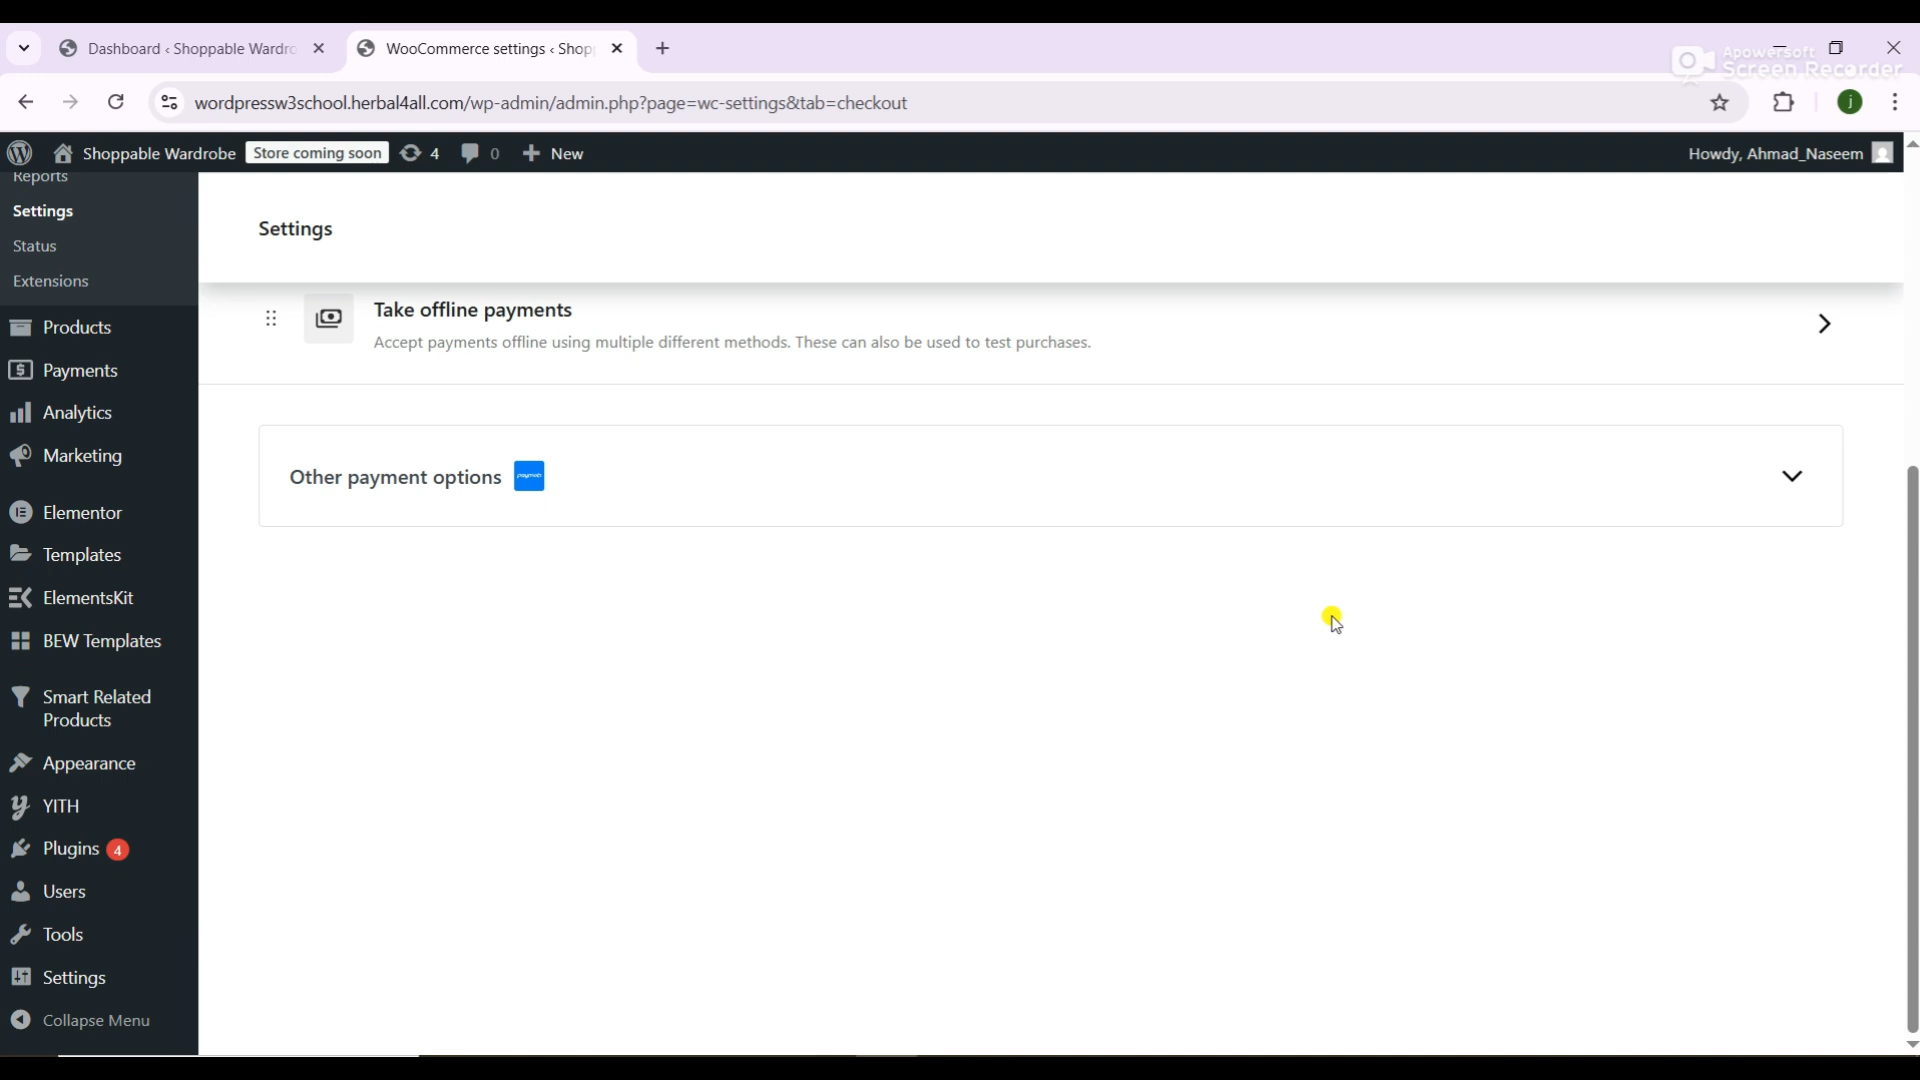 Dashboard ‹ Shoppable Wardro
WooCommerce settings ‹ Shop
Apowersoft
Screen Recorder
wordpressw3school.herbal4all.com/wp-admin/admin.php?page=wc-settings&tab=checkout
j
Shoppable Wardrobe
Store coming soon
4
0
New
Howdy, Ahmad_Naseem
Reports
Settings
Status
Extensions
Products
Payments
Analytics
Marketing
Elementor
Templates
ElementsKit
BEW Templates
Smart Related
Products
Appearance
YITH
Plugins 4
Users
Tools
Settings
Collapse Menu
Settings
Take offline payments
Accept payments offline using multiple different methods. These can also be used to test purchases.
Other payment options